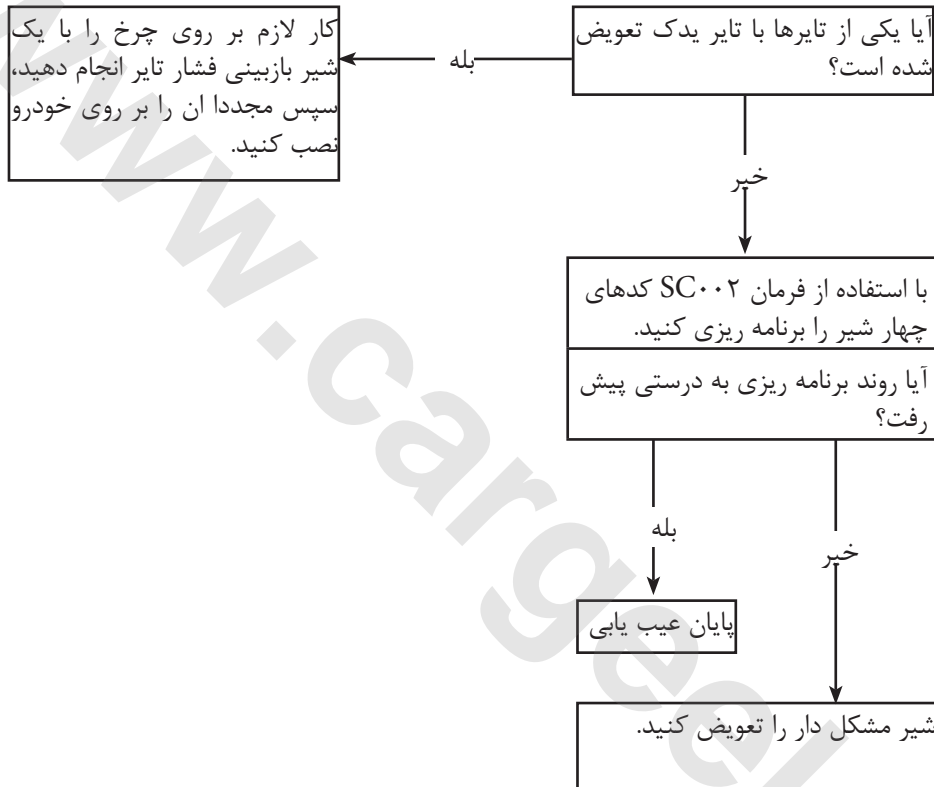 آیا یکی از تایرها با تایر یدک تعویض
شده است؟
بله
کار لازم بر روی چرخ را با یک
شیر بازبینی فشار تایر انجام دهید،
سپس مجددا ان را بر روی خودرو
نصب کنید.
خیر
با استفاده از فرمان SC۰۰۲ کدهای
چهار شیر را برنامه ریزی کنید.
آیا روند برنامه ریزی به درستی پیش
رفت؟
بله
خیر
پایان عیب یابی
شیر مشکل دار را تعویض کنید.